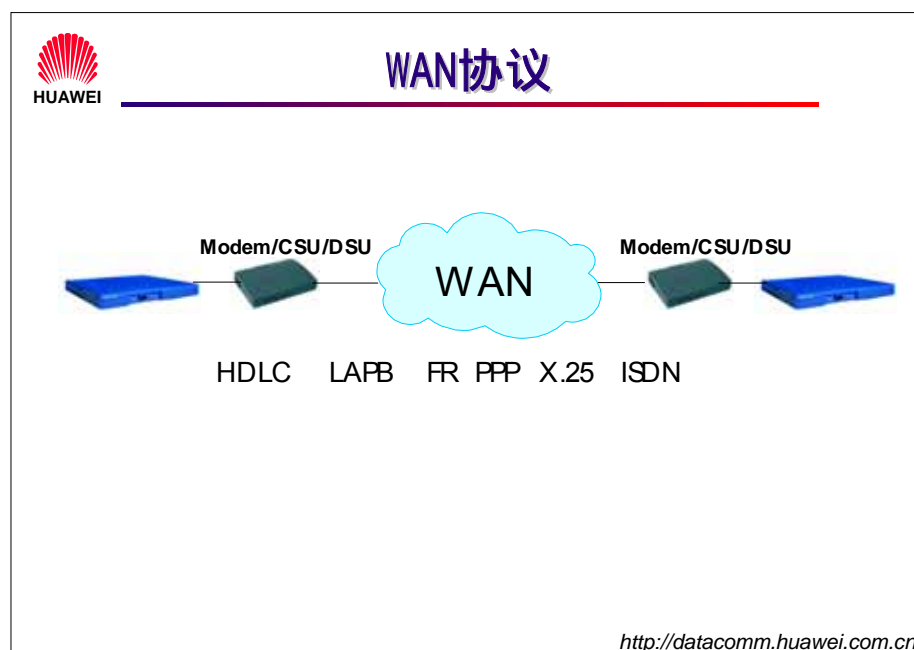 HUAWEI
WAN协议
Modem/CSU/DSU
Modem/CSU/DSU
WAN
HDLC LAPB FR PPP X.25 ISDN
http://datacomm.huawei.com.cn